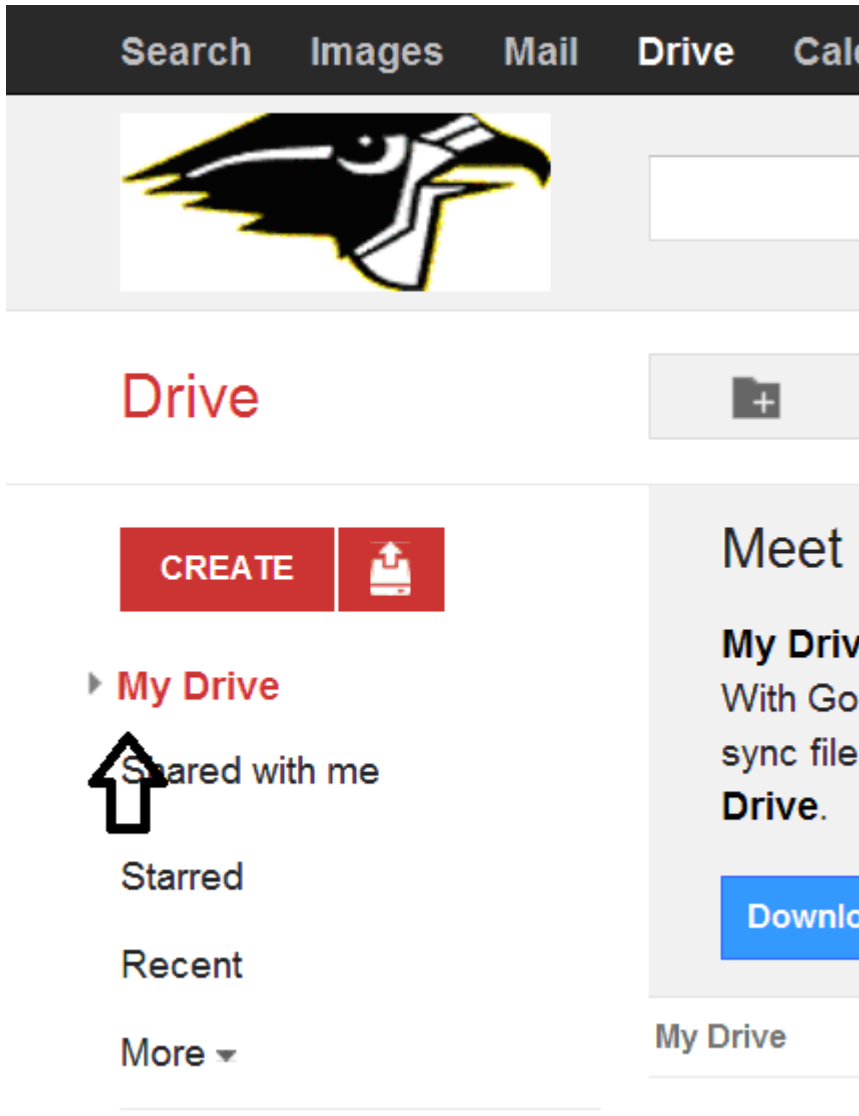 Search Images Mail Drive Cale
Drive
CREATE
My Drive
Shared with me
Starred
Recent
More
Meet
My Driv
With Go
sync file
Drive.
Downlo
My Drive